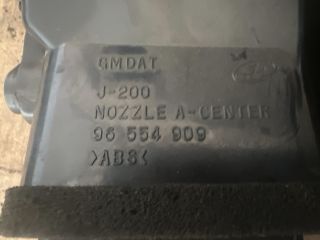 GMDAT
J-200
NOZZLE A-CENTER
96 554 909
>ABS<